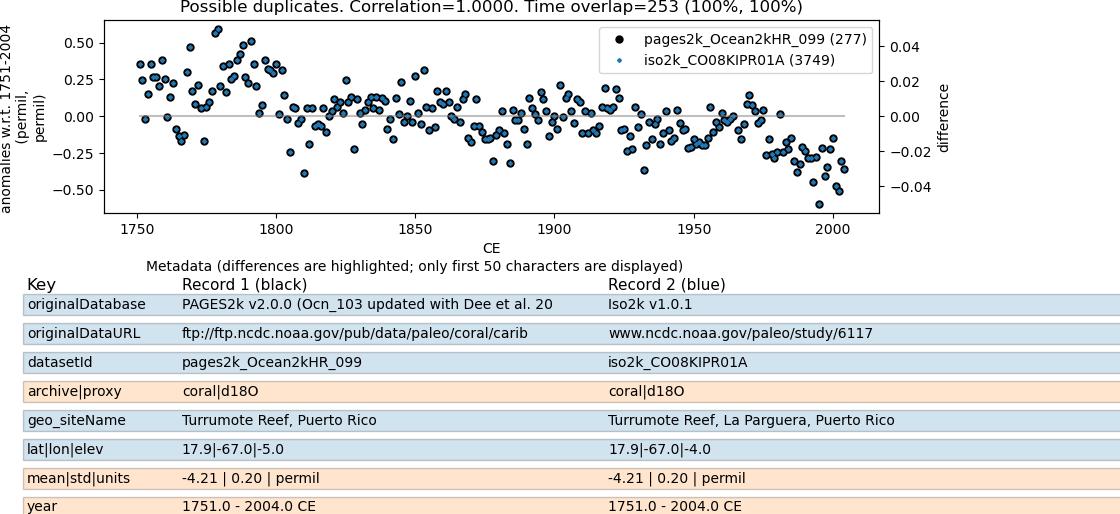 Possible duplicates. Correlation=1.0000. Time overlap=253 (100%, 100%)
anomalies w.r.t. 1751-2004
(permil,
permil)
0.50
0.25
0.00
−0.25
−0.50
pages2k_Ocean2kHR_099 (277)
iso2k_CO08KIPR01A (3749)
0.04
0.02
0.00
−0.02
−0.04
difference
1750
1800
1850
1900
1950
2000
CE
Metadata (differences are highlighted; only first 50 characters are displayed)
Key Record 1 (black) Record 2 (blue)
originalDatabase PAGES2k v2.0.0 (Ocn_103 updated with Dee et al. 20 Iso2k v1.0.1
originalDataURL ftp://ftp.ncdc.noaa.gov/pub/data/paleo/coral/carib www.ncdc.noaa.gov/paleo/study/6117
datasetId pages2k_Ocean2kHR_099 iso2k_CO08KIPR01A
archive|proxy coral|d18O coral|d18O
geo_siteName Turrumote Reef, Puerto Rico Turrumote Reef, La Parguera, Puerto Rico
lat|lon|elev 17.9|-67.0|-5.0 17.9|-67.0|-4.0
mean|std|units -4.21 | 0.20 | permil -4.21 | 0.20 | permil
year 1751.0 - 2004.0 CE 1751.0 - 2004.0 CE